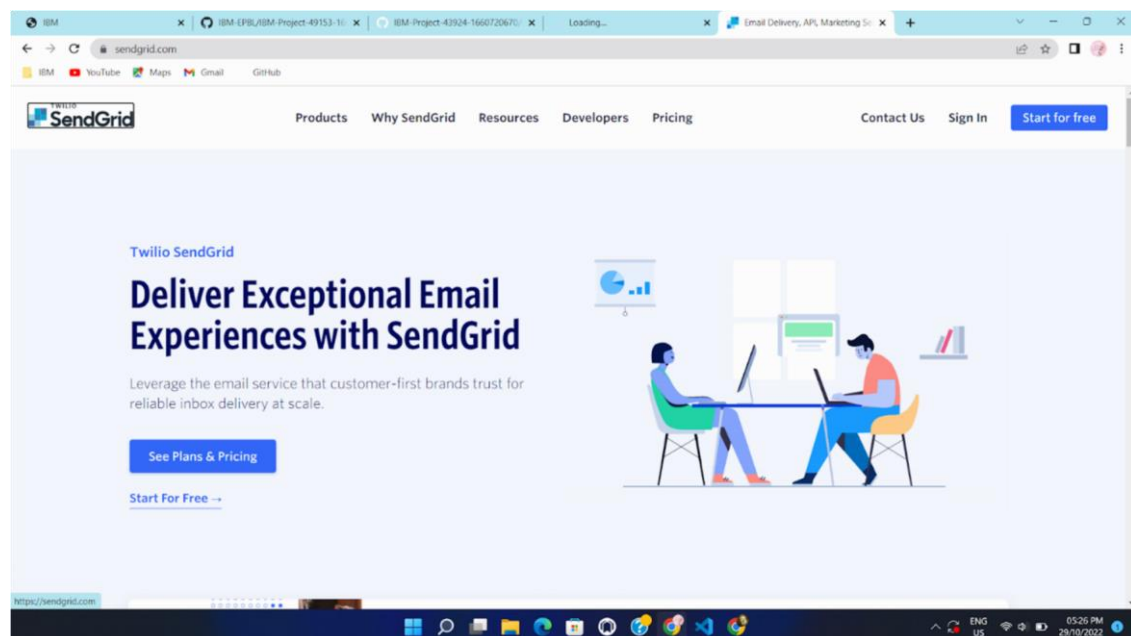 IBM
IBM-EPBL/IBM-Project-49153-16
IBM-Project-43924-1660720670/
Loading...
Email Delivery, API, Marketing Se
sendgrid.com
IBM YouTube Maps Gmail GitHub
TWILIO
SendGrid
Products Why SendGrid Resources Developers Pricing Contact Us Sign In Start for free
Twilio SendGrid
Deliver Exceptional Email
Experiences with SendGrid
Leverage the email service that customer-first brands trust for
reliable inbox delivery at scale.
See Plans & Pricing
Start For Free →
https://sendgrid.com
ENG
US
05:26 PM
29/10/2022
1